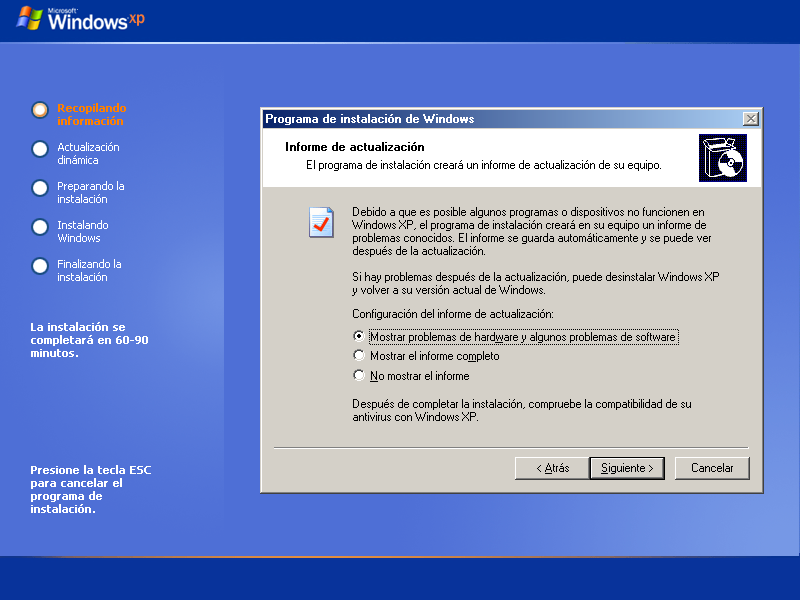 Microsoft®
Windows xp
Recopilando
información
Actualización
dinámica
Preparando la
instalación
Instalando
Windows
Finalizando la
instalación
La instalación se
completará en 60-90
minutos.
Presione la tecla ESC
para cancelar el
programa de
instalación.
Programa de instalación de Windows
Informe de actualización
El programa de instalación creará un informe de actualización de su equipo.
Debido a que es posible algunos programas o dispositivos no funcionen en
Windows XP, el programa de instalación creará en su equipo un informe de
problemas conocidos. El informe se guarda automáticamente y se puede ver
después de la actualización.
Si hay problemas después de la actualización, puede desinstalar Windows XP
y volver a su versión actual de Windows.
Configuración del informe de actualización:
Mostrar problemas de hardware y algunos problemas de software
Mostrar el informe completo
No mostrar el informe
Después de completar la instalación, compruebe la compatibilidad de su
antivirus con Windows XP.
< Atrás
Siguiente >
Cancelar